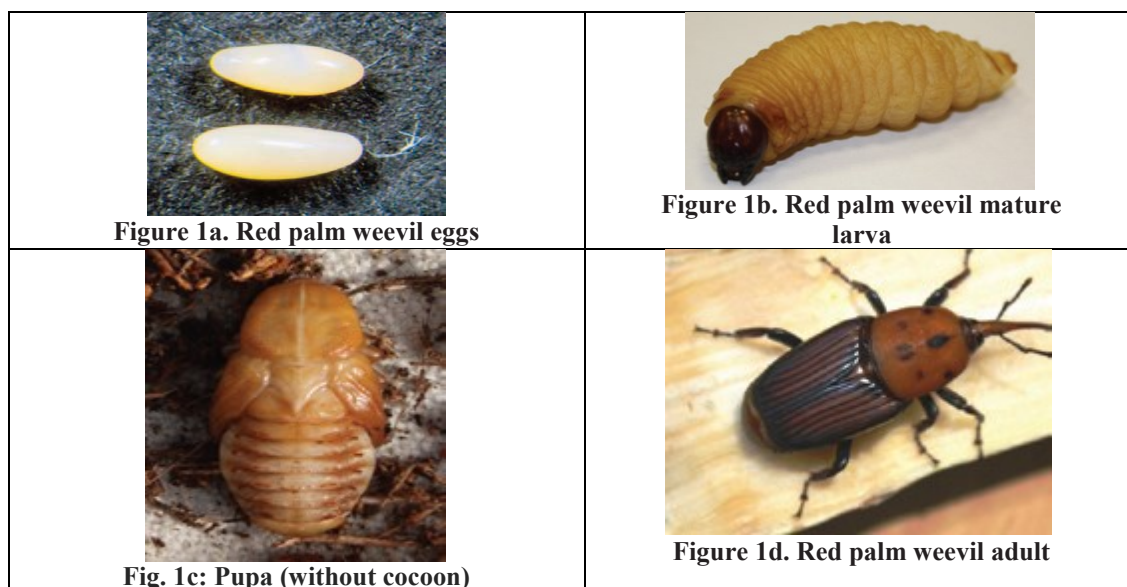 Figure 1a. Red palm weevil eggs
Figure 1b. Red palm weevil mature
larva
Fig. 1c: Pupa (without cocoon)
Figure 1d. Red palm weevil adult